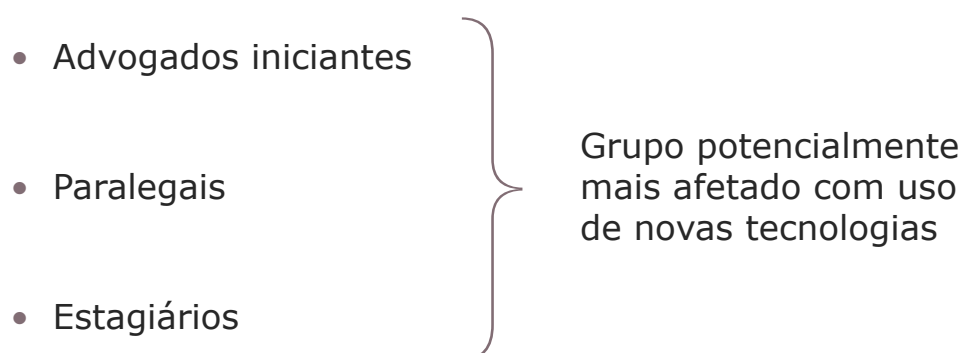 • Advogados iniciantes
• Paralegais
• Estagiários
Grupo potencialmente
mais afetado com uso
de novas tecnologias